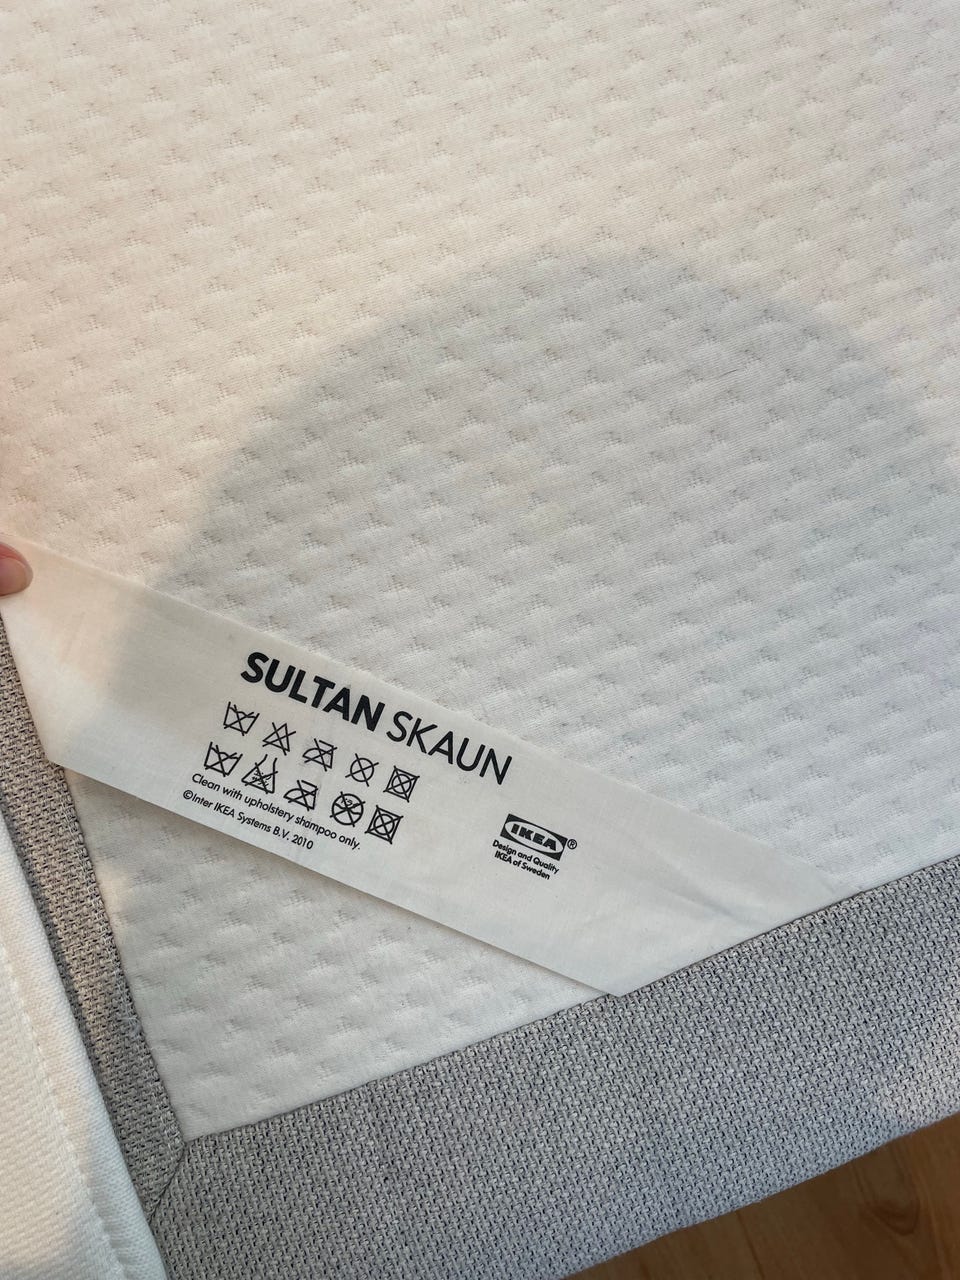 SULTAN SKAUN
Clean with upholstery shampoo only.
©Inter IKEA Systems B.V. 2010
IKEA®
Design and Quality
IKEA of Sweden